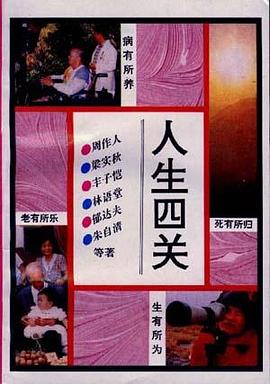 病有所养
人生四关
周作人
梁实秋
丰子恺
林语堂
郁达夫
朱自清
等著
老有所乐
死有所归
生有所为